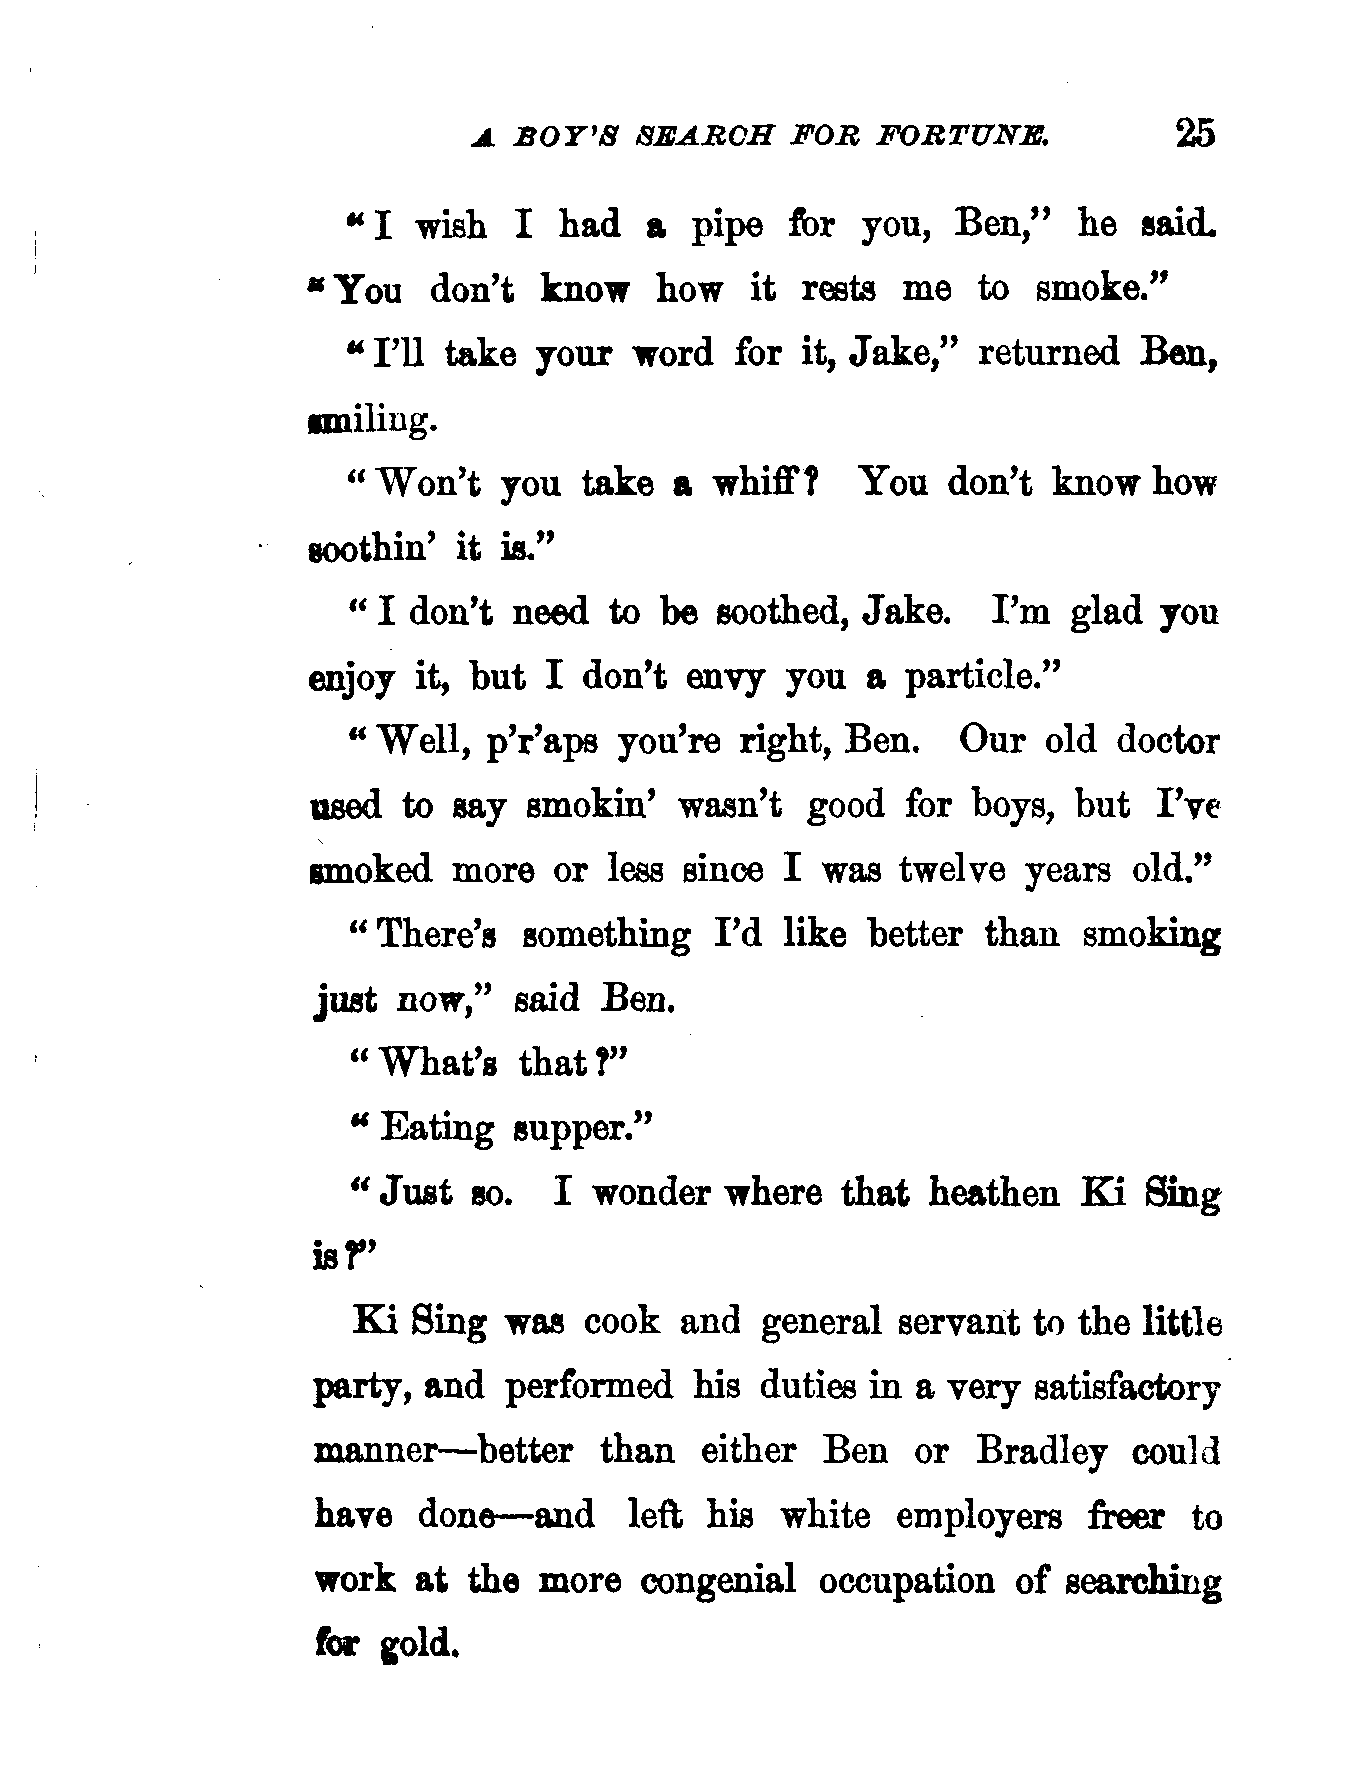 A BOY'S SEARCH FOR FORTUNE. 25
"I wish I had a pipe for you, Ben," he said.
"You don't know how it rests me to smoke."
"I'll take your word for it, Jake," returned Ben,
smiling.
"Won't you take a whiff? You don't know how
soothin' it is."
"I don't need to be soothed, Jake. I'm glad you
enjoy it, but I don't envy you a particle."
"Well, p'r'aps you're right, Ben. Our old doctor
used to say smokin' wasn't good for boys, but I've
smoked more or less since I was twelve years old."
"There's something I'd like better than smoking
just now," said Ben.
"What's that?"
"Eating supper."
"Just so. I wonder where that heathen Ki Sing
is?"
Ki Sing was cook and general servant to the little
party, and performed his duties in a very satisfactory
manner—better than either Ben or Bradley could
have done—and left his white employers freer to
work at the more congenial occupation of searching
for gold.